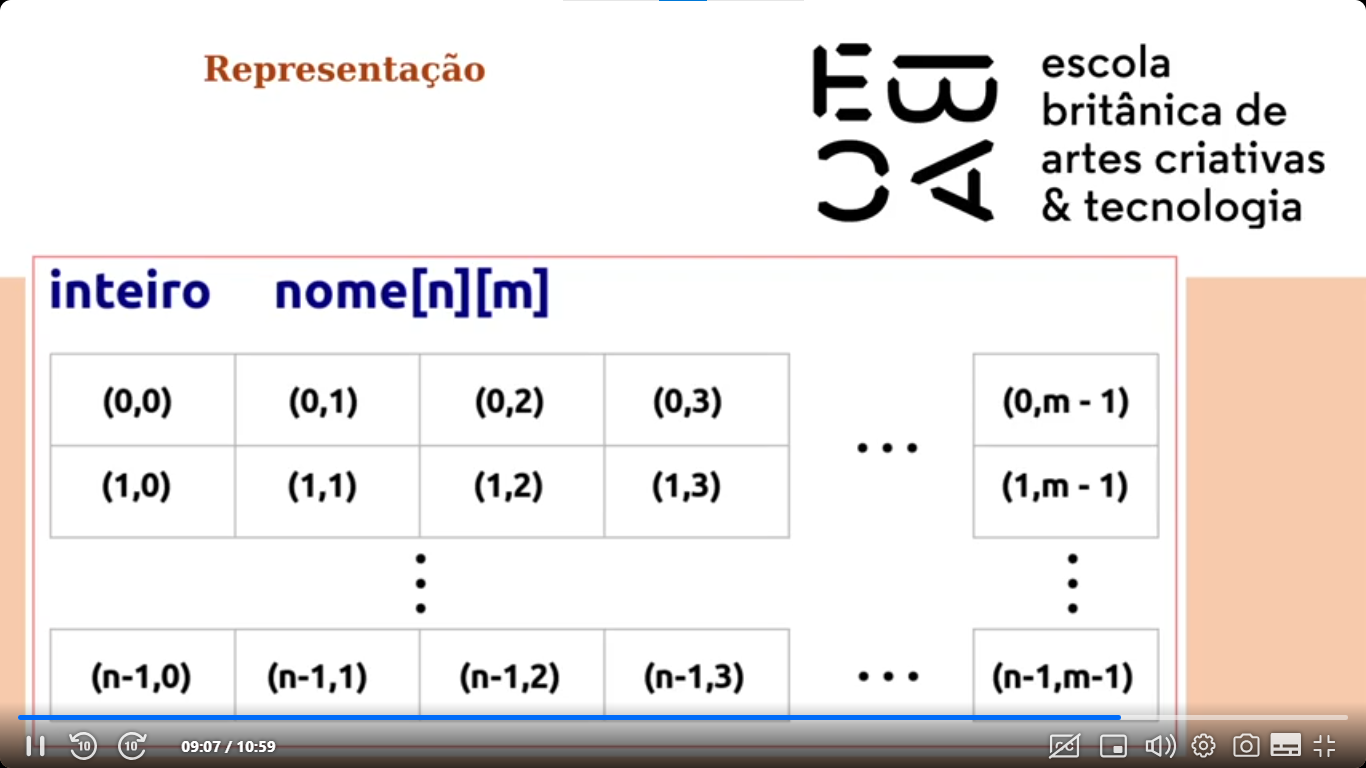 Representação
EBAC
escola
britânica de
artes criativas
& tecnologia
inteiro nome[n][m]
(0,0) (0,1) (0,2) (0,3) ... (0,m - 1)
(1,0) (1,1) (1,2) (1,3) (1,m - 1)
(n-1,0) (n-1,1) (n-1,2) (n-1,3) ... (n-1,m-1)
10 10 09:07 / 10:59 CC